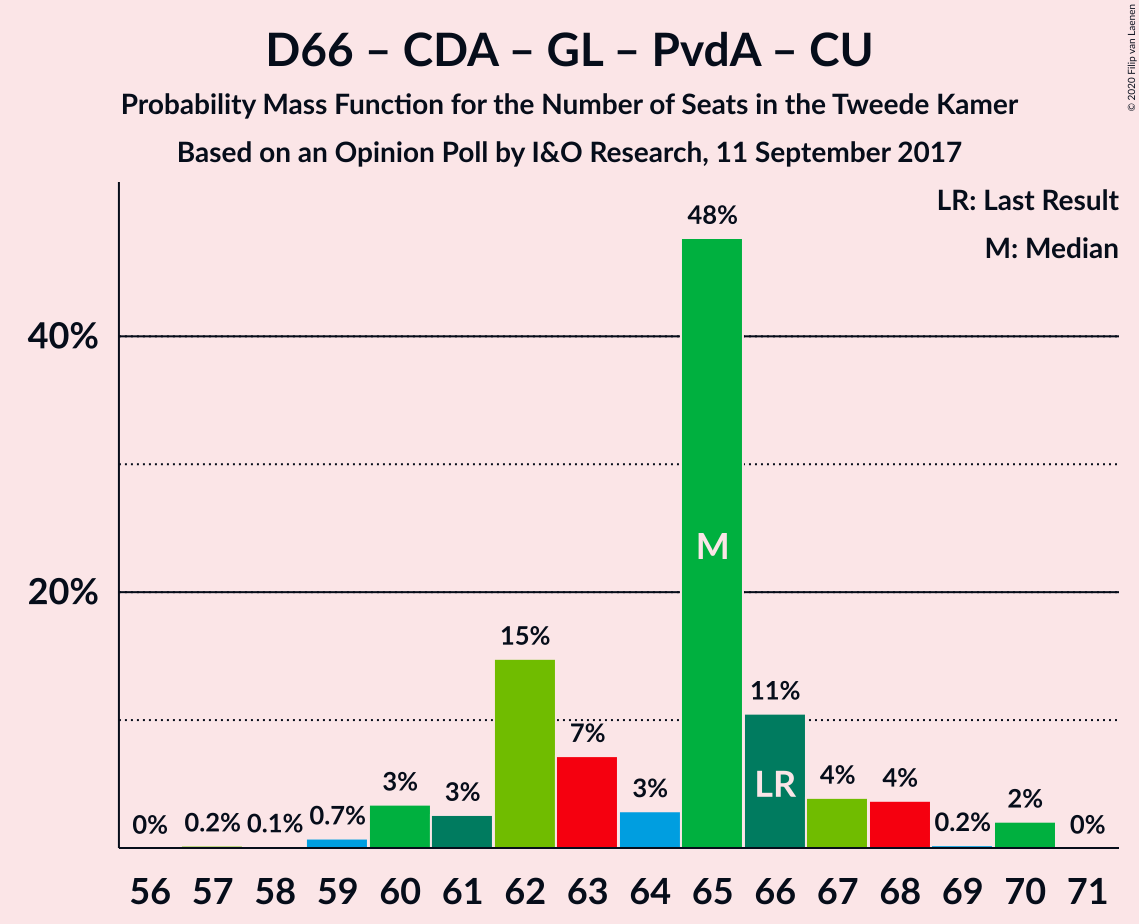 D66 – CDA – GL – PvdA – CU
Probability Mass Function for the Number of Seats in the Tweede Kamer
Based on an Opinion Poll by I&O Research, 11 September 2017
© 2020 Filip van Laenen
LR: Last Result
M: Median
40%
20%
0%
0.2%
0.1%
0.7%
3%
3%
15%
7%
3%
48%
M
11%
LR
4%
4%
0.2%
2%
0%
56 57 58 59 60 61 62 63 64 65 66 67 68 69 70 71